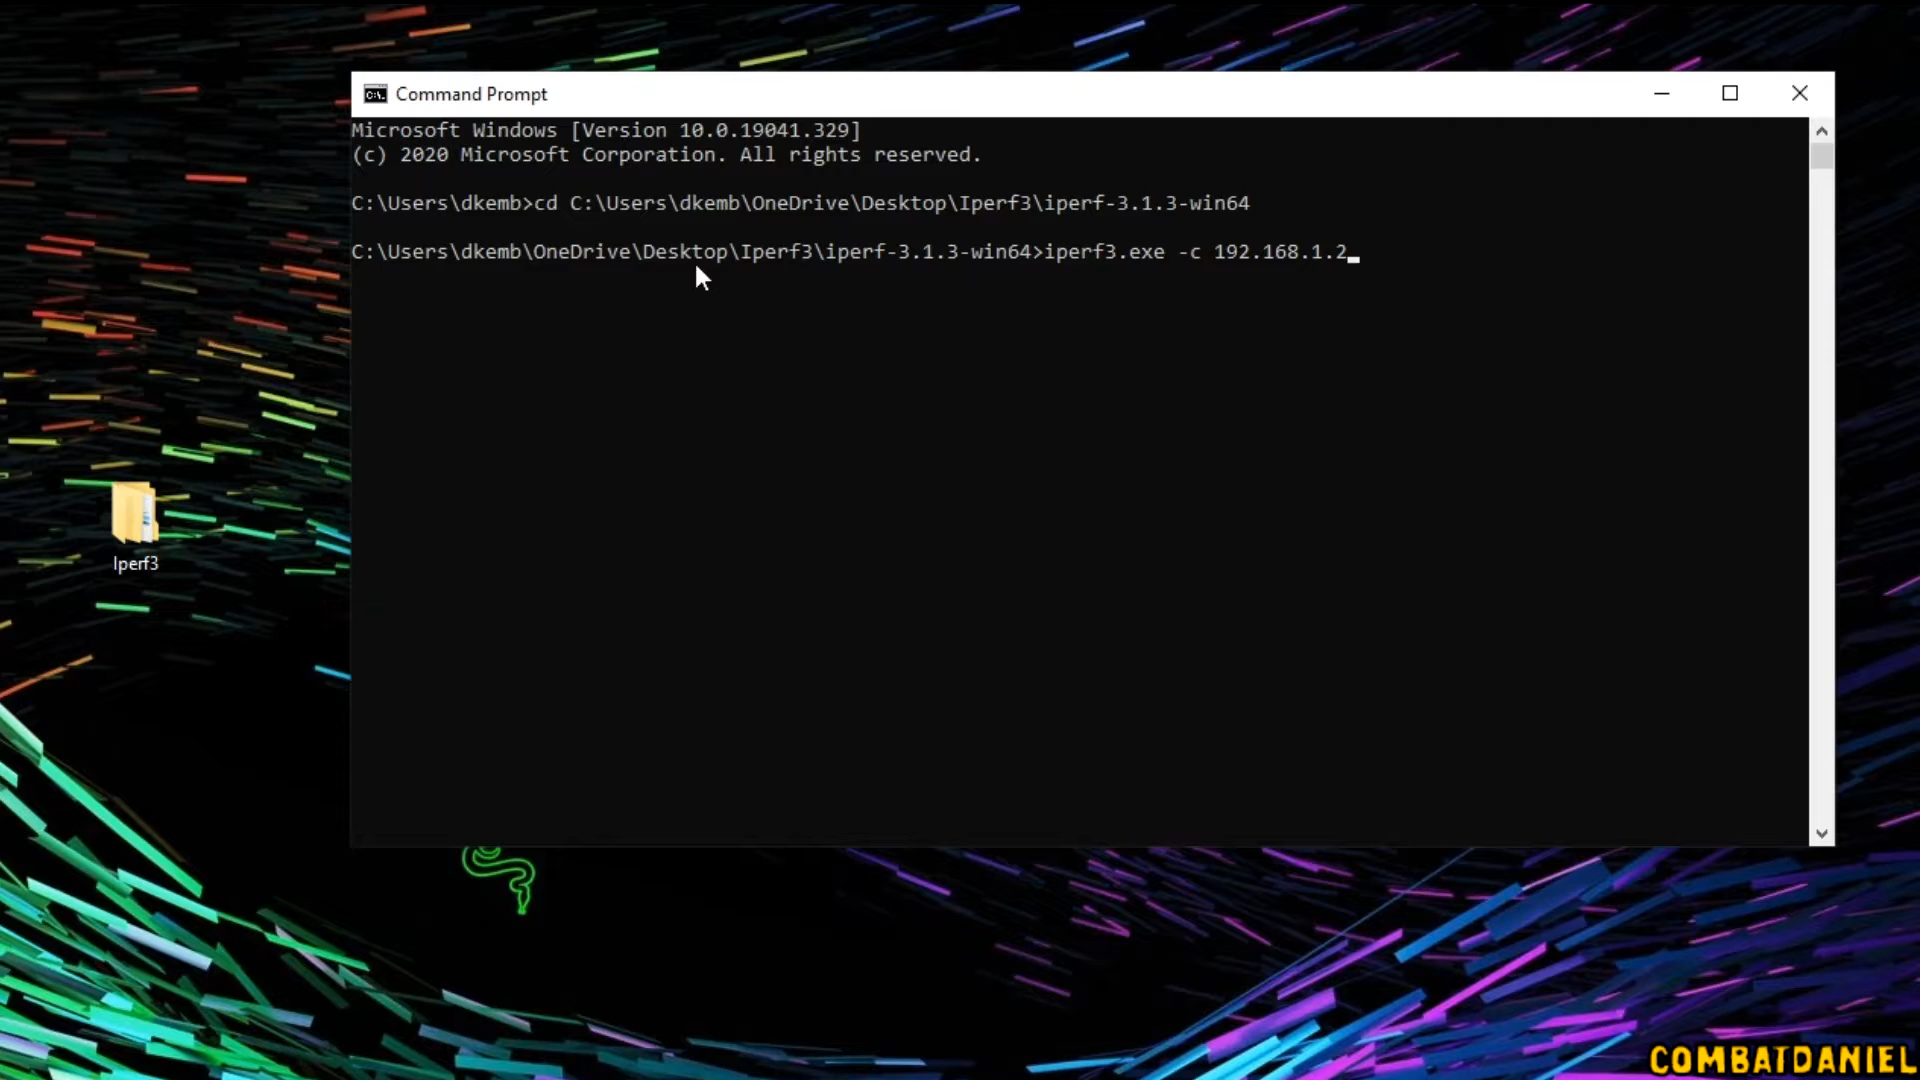 Command Prompt
Microsoft Windows [Version 10.0.19041.329]
(c) 2020 Microsoft Corporation. All rights reserved.
C:\Users\dkemb>cd C:\Users\dkemb\OneDrive\Desktop\Iperf3\iperf-3.1.3-win64
C:\Users\dkemb\OneDrive\Desktop\Iperf3\iperf-3.1.3-win64>iperf3.exe -c 192.168.1.2
Iperf3
COMBATDANIEL